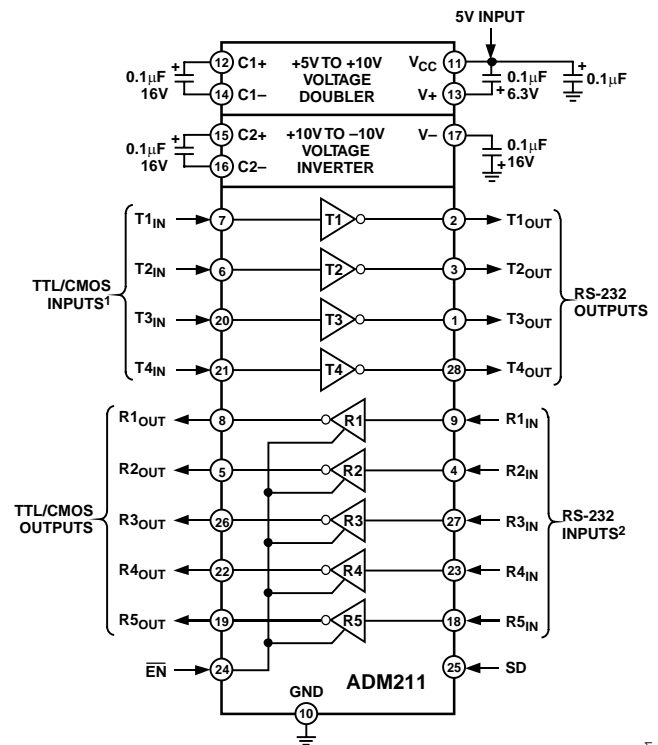 5V INPUT
0.1μF
16V
12 C1+
14 C1–
+5V TO +10V
VOLTAGE
DOUBLER
VCC 11
V+ 13
0.1μF
6.3V
0.1μF
0.1μF
16V
15 C2+
16 C2–
+10V TO –10V
VOLTAGE
INVERTER
V– 17
0.1μF
16V
TTL/CMOS
INPUTS1
T1IN 7 T1 2 T1OUT
T2IN 6 T2 3 T2OUT
T3IN 20 T3 1 T3OUT
T4IN 21 T4 28 T4OUT
RS-232
OUTPUTS
TTL/CMOS
OUTPUTS
R1OUT 8 R1 9 R1IN
R2OUT 5 R2 4 R2IN
R3OUT 26 R3 27 R3IN
R4OUT 22 R4 23 R4IN
R5OUT 19 R5 18 R5IN
RS-232
INPUTS2
EN 24
25 SD
GND
10
ADM211